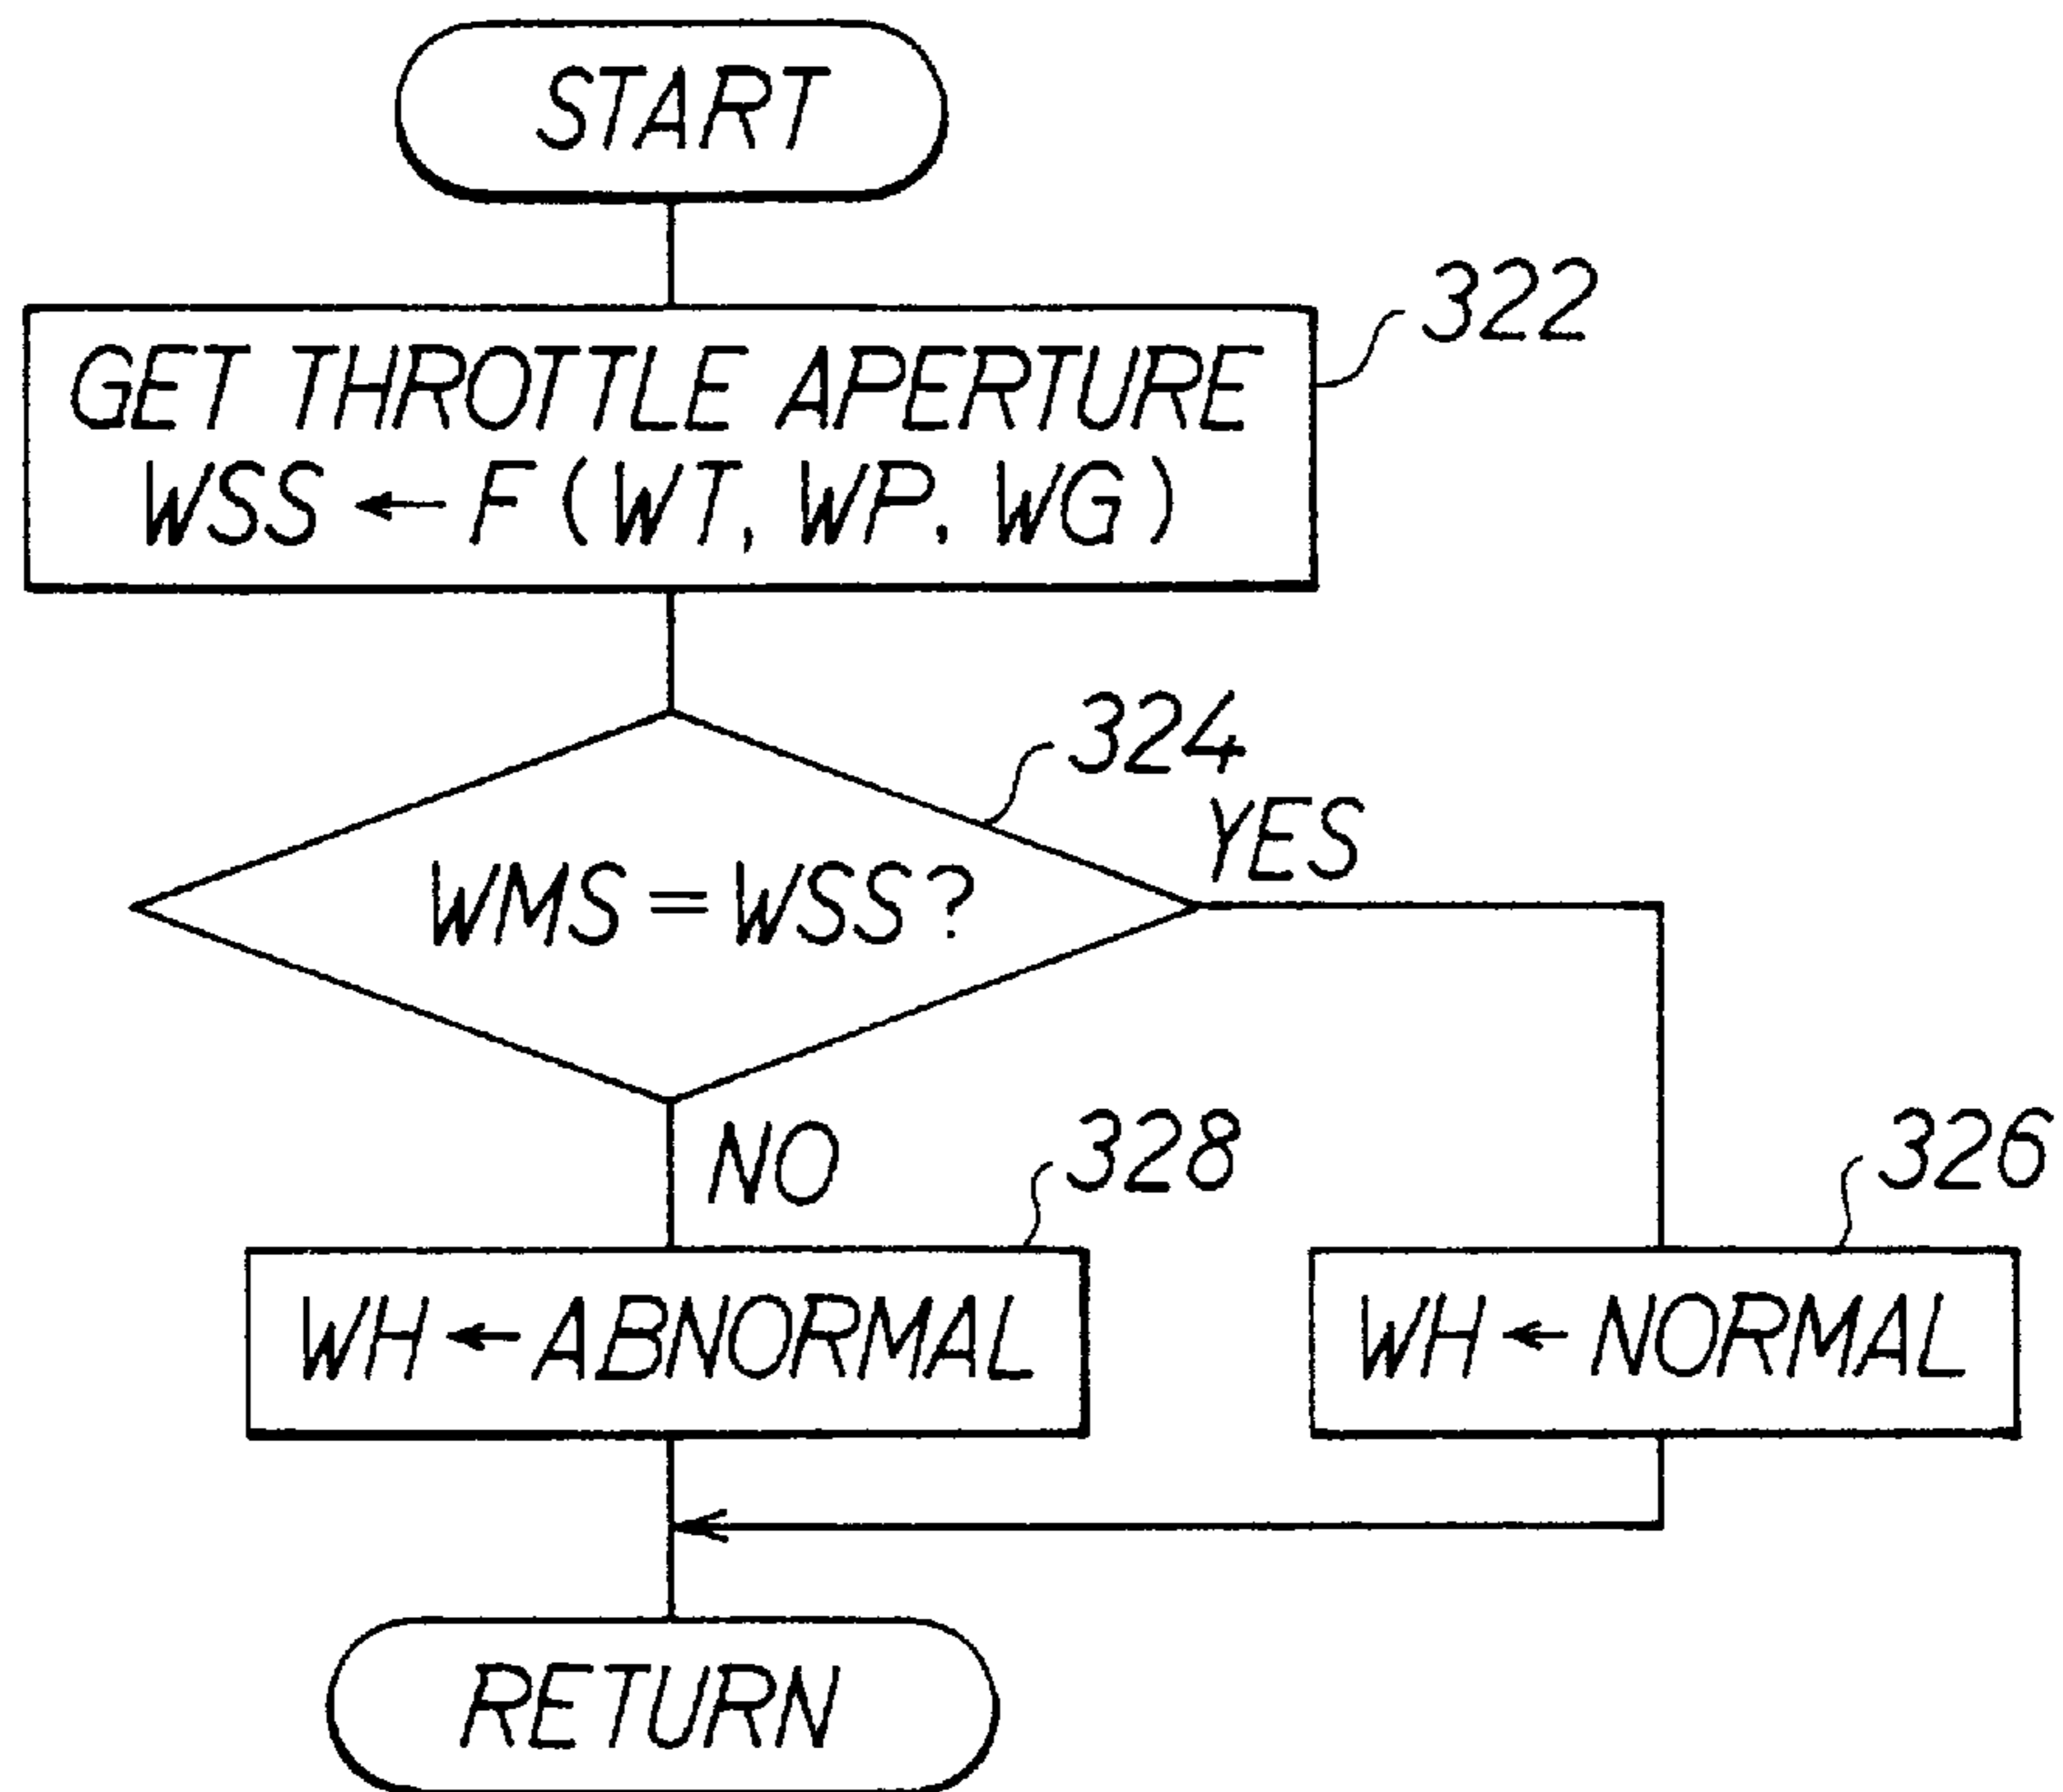 START
322
GET THROTTLE APERTURE
WSS ← F (WT, WP. WG)
324
YES
WMS = WSS?
NO
328
326
WH ← ABNORMAL
WH ← NORMAL
RETURN